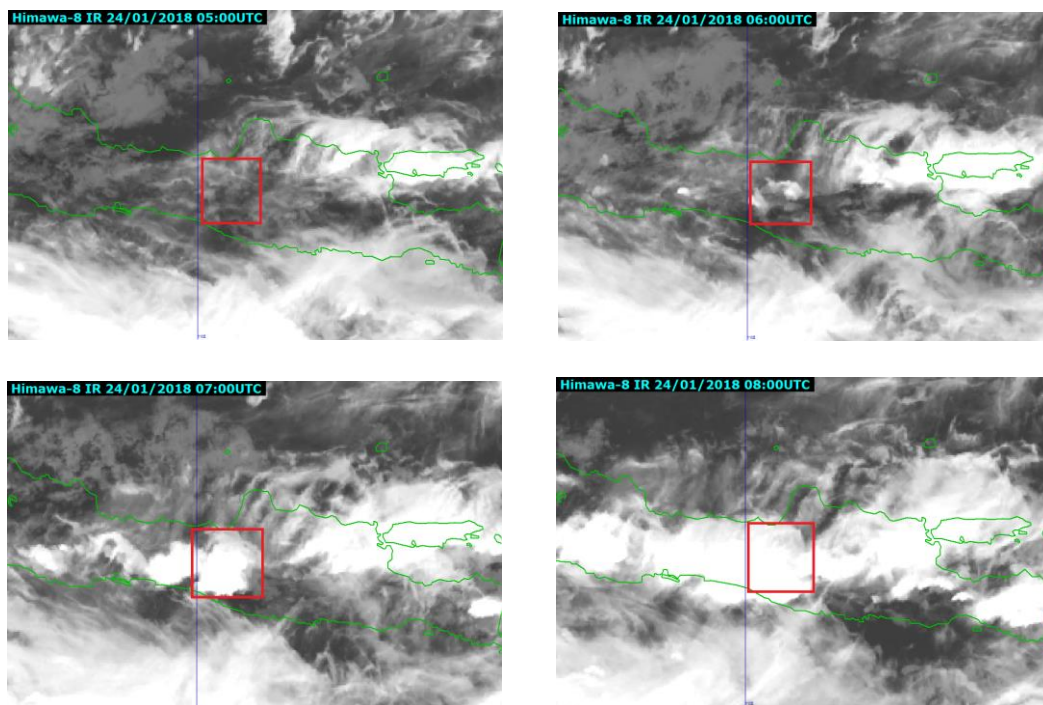 Himawa-8 IR 24/01/2018 05:00UTC
Himawa-8 IR 24/01/2018 06:00UTC
Himawa-8 IR 24/01/2018 07:00UTC
Himawa-8 IR 24/01/2018 08:00UTC